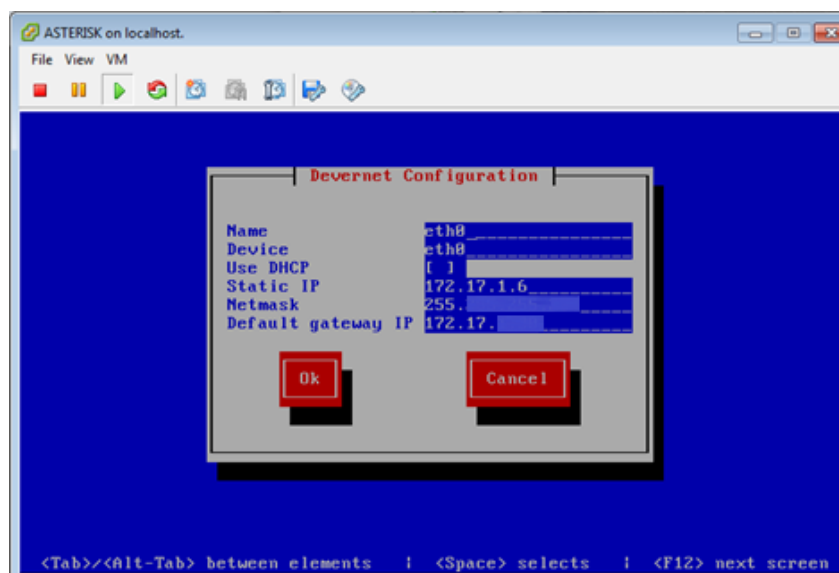 ASTERISK on localhost.
File View VM
Devernet Configuration
Name eth0
Device eth0
Use DHCP [ ]
Static IP 172.17.1.6
Netmask 255.
Default gateway IP 172.17.
Ok Cancel
<Tab>/<Alt-Tab> between elements | <Space> selects | <F12> next screen